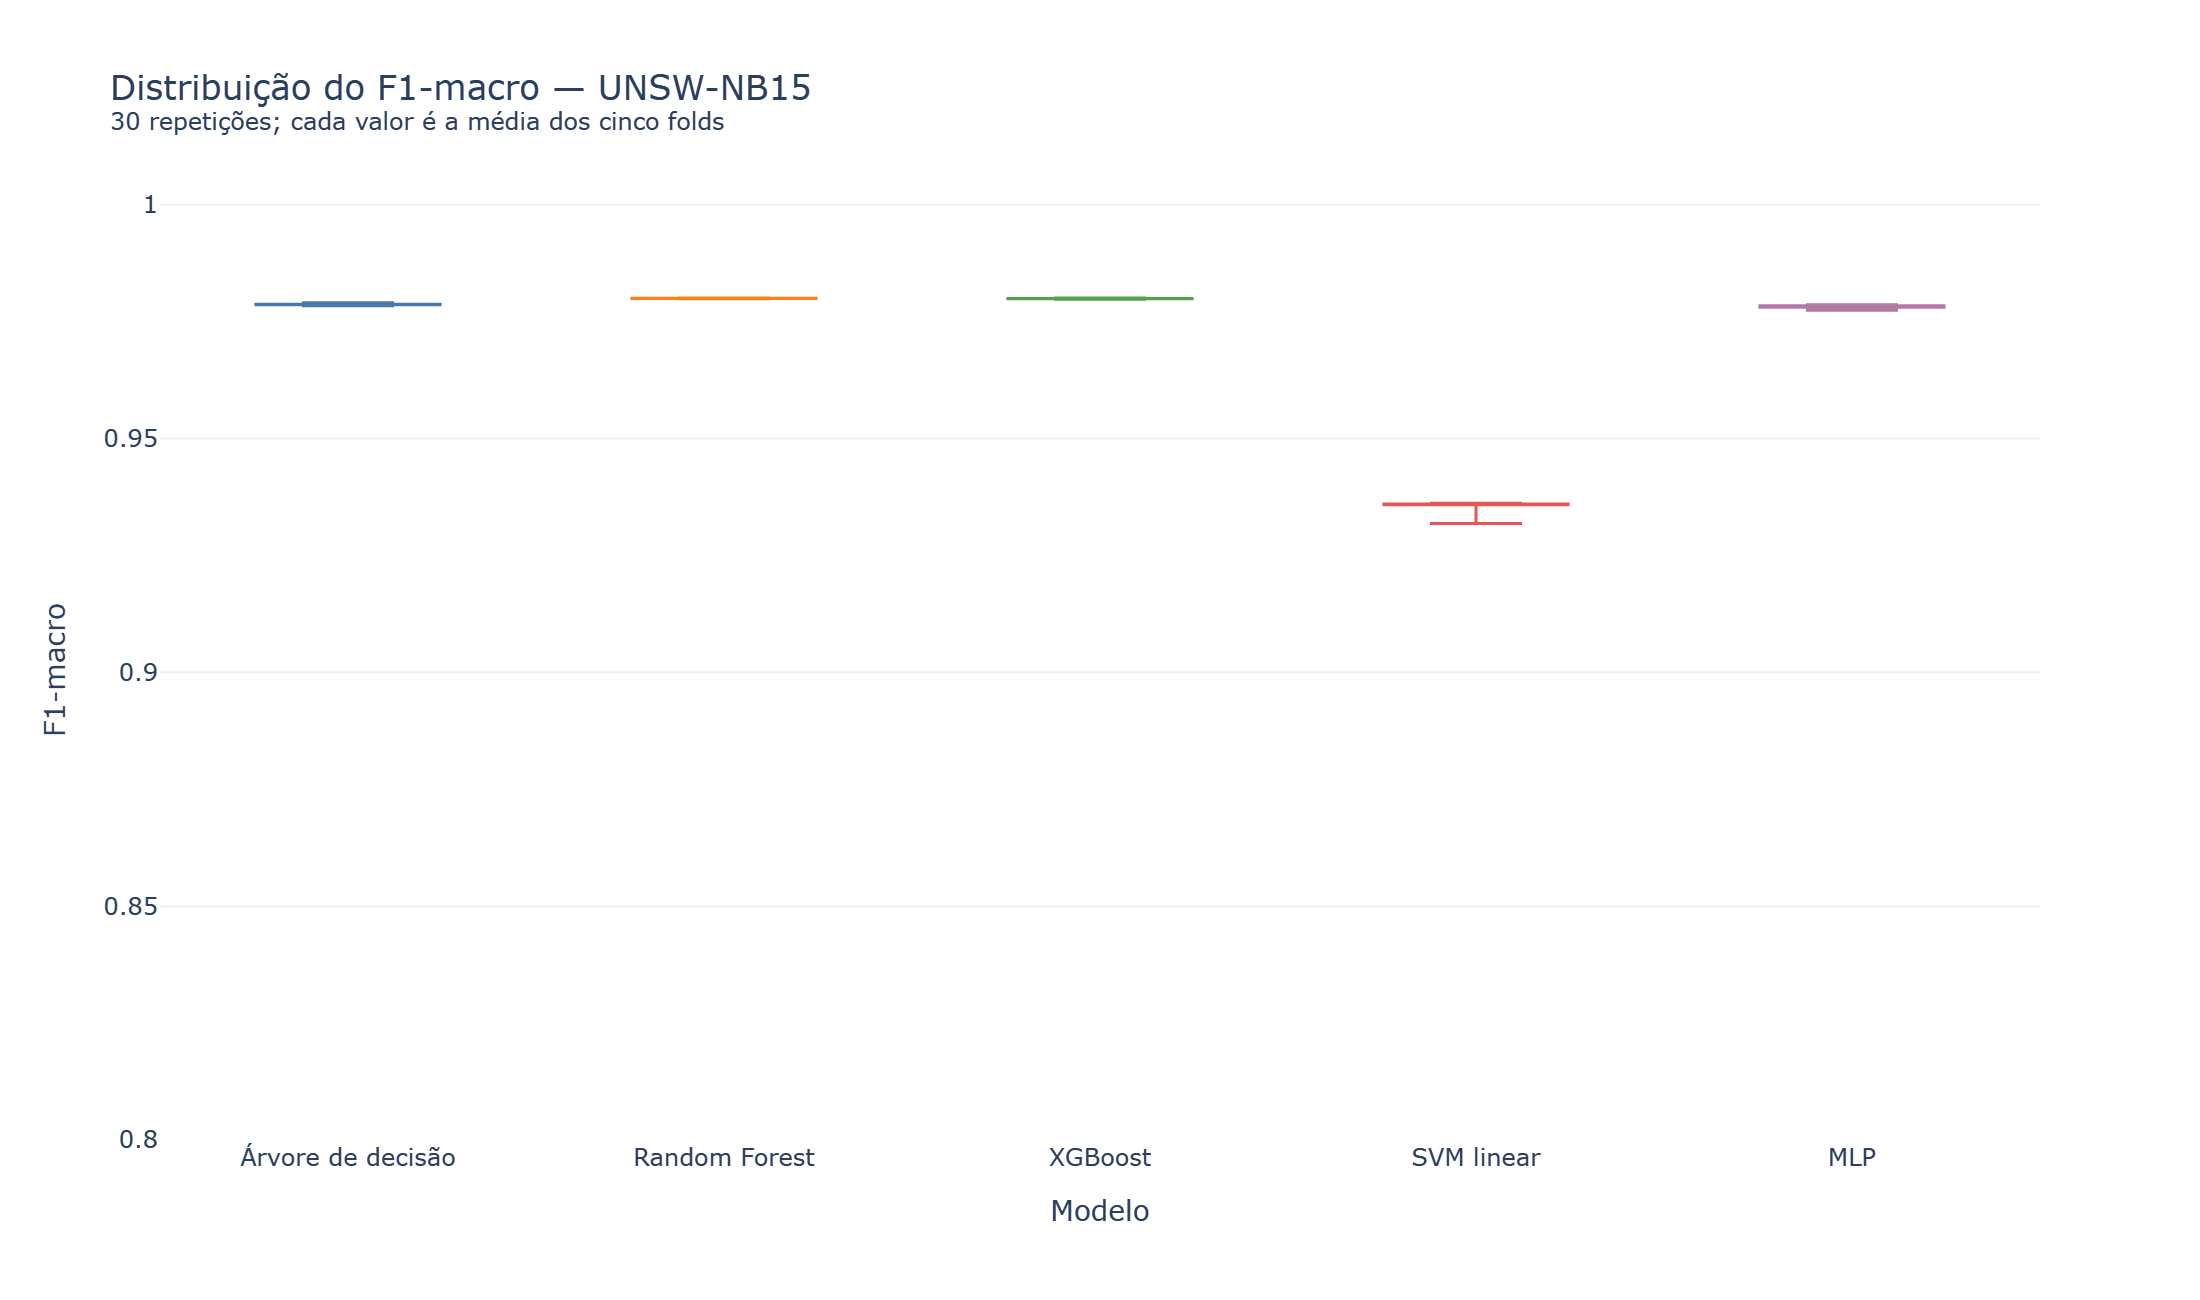 Distribuição do F1-macro — UNSW-NB15
30 repetições; cada valor é a média dos cinco folds
1
0.95
0.9
0.85
0.8
F1-macro
Árvore de decisão
Random Forest
XGBoost
SVM linear
MLP
Modelo